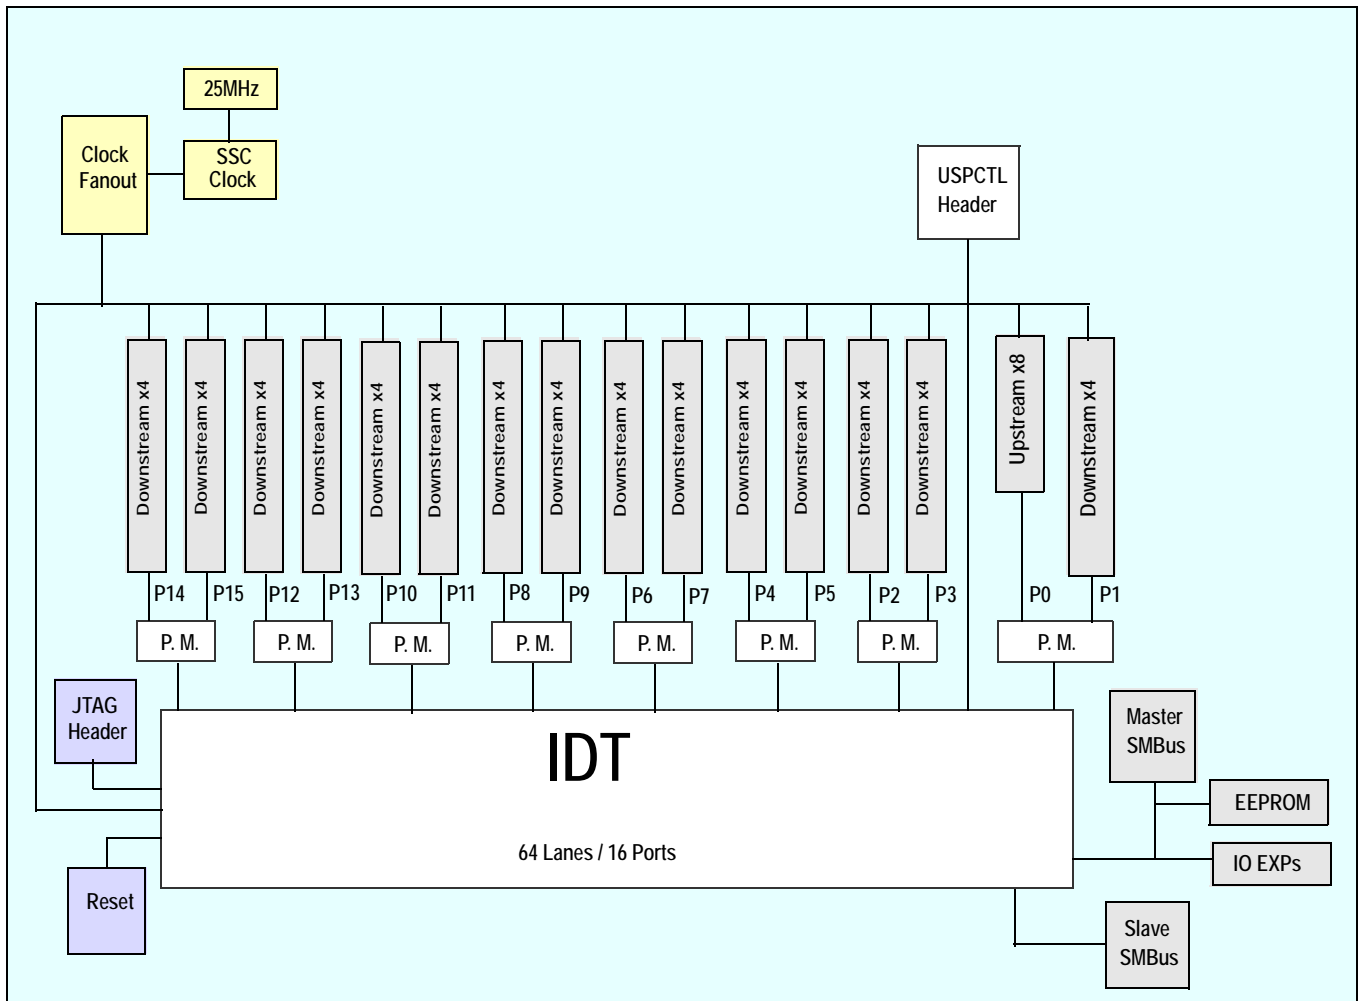 25MHz
Clock
Fanout
SSC
Clock
USPCTL
Header
Downstream x4
Downstream x4
Downstream x4
Downstream x4
Downstream x4
Downstream x4
Downstream x4
Downstream x4
Downstream x4
Downstream x4
Downstream x4
Downstream x4
Downstream x4
Downstream x4
Upstream x8
Downstream x4
P14
P15
P12
P13
P10
P11
P8
P9
P6
P7
P4
P5
P2
P3
P0
P1
P. M.
P. M.
P. M.
P. M.
P. M.
P. M.
P. M.
P. M.
JTAG
Header
IDT
Master
SMBus
EEPROM
64 Lanes / 16 Ports
IO EXPs
Reset
Slave
SMBus